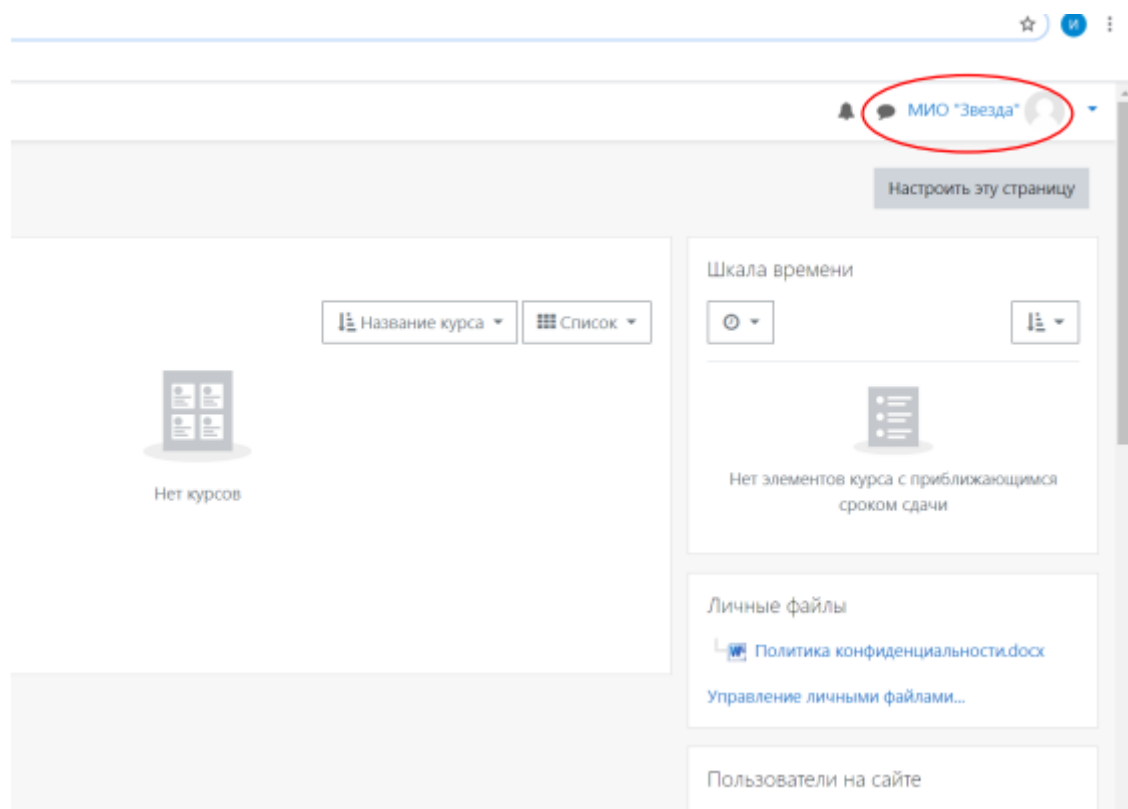 И
МИО "Звезда"
Настроить эту страницу
Название курса
Список
Нет курсов
Шкала времени
Нет элементов курса с приближающимся
сроком сдачи
Личные файлы
Политика конфиденциальности.docx
Управление личными файлами...
Пользователи на сайте